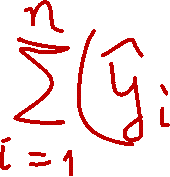 \sum_{i=1}^{n} ( \hat{y}_i